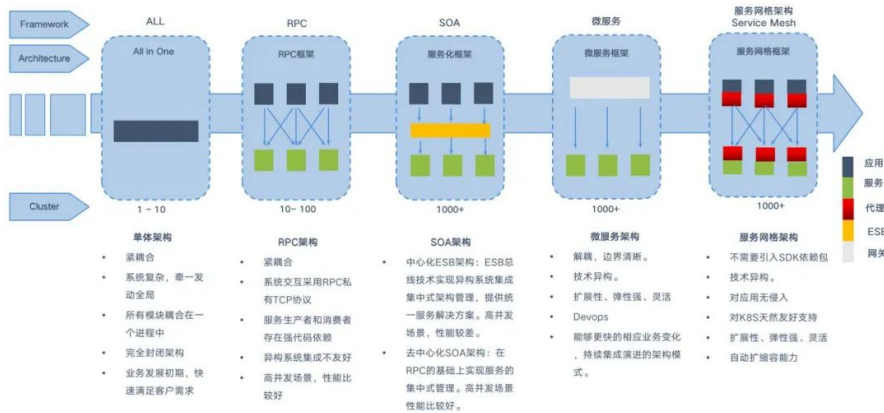 Framework
ALL
RPC
SOA
微服务
服务网格架构
Service Mesh
Architecture
All in One
RPC框架
服务化框架
微服务框架
服务网格框架
应用
服务
代理
ESB
网关
Cluster
1 - 10
10- 100
1000+
1000+
1000+
单体架构
• 紧耦合
• 系统复杂，牵一发
动全局
• 所有模块耦合在一
个进程中
• 完全封闭架构
• 业务发展初期，快
速满足客户需求
RPC架构
• 紧耦合
• 系统交互采用RPC私
有TCP协议
• 服务生产者和消费者
存在强代码依赖
• 异构系统集成不友好
• 高并发场景，性能比
较好
SOA架构
• 中心化ESB架构：ESB总
线技术实现异构系统集成
集中式架构管理，提供统
一服务解决方案。高并发
场景，性能较差。
• 去中心化SOA架构：在
RPC的基础上实现服务的
集中式管理。高并发场景
性能比较好。
微服务架构
• 解耦，边界清晰。
• 技术异构。
• 扩展性、弹性强、灵活
• Devops
• 能够更快的相应业务变化
，持续集成演进的架构模
式。
服务网格架构
• 不需要引入SDK依赖包
• 技术异构。
• 对应用无侵入
• 对K8S天然友好支持
• 扩展性、弹性强、灵活
• 自动扩缩容能力